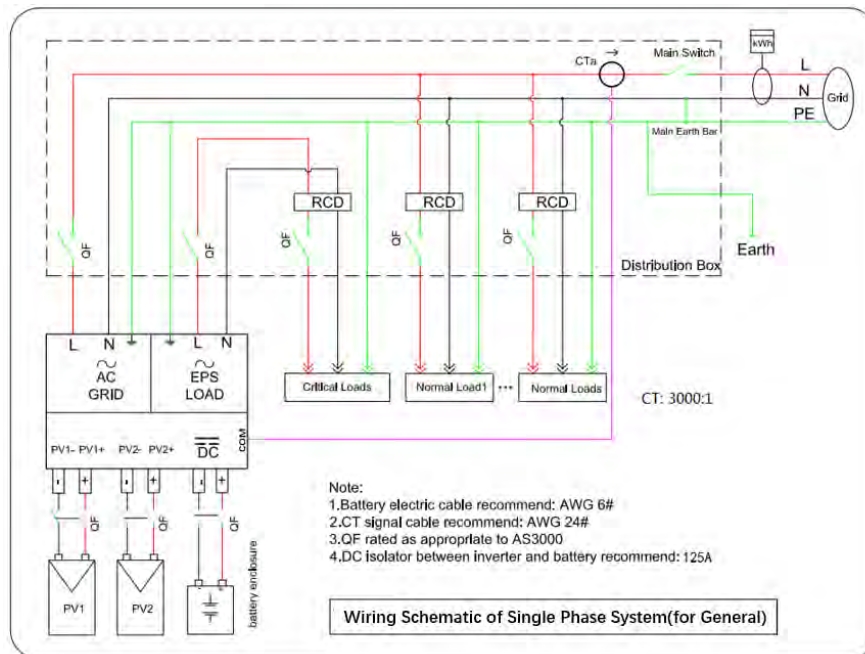 kWh
CTa
→
Main Switch
L
N
PE
Grid
Main Earth Bar
RCD
RCD
RCD
QF
QF
QF
QF
QF
Earth
Distribution Box
L N
L N
AC
GRID
EPS
LOAD
Critical Loads
Normal Load1
...
Normal Loads
CT: 3000:1
PV1- PV1+ PV2- PV2+ DC
COM
- + - + - +
QF
QF
QF
PV1
PV2
- +
battery enclosure
Note:
1.Battery electric cable recommend: AWG 6#
2.CT signal cable recommend: AWG 24#
3.QF rated as appropriate to AS3000
4.DC isolator between inverter and battery recommend: 125A
Wiring Schematic of Single Phase System(for General)